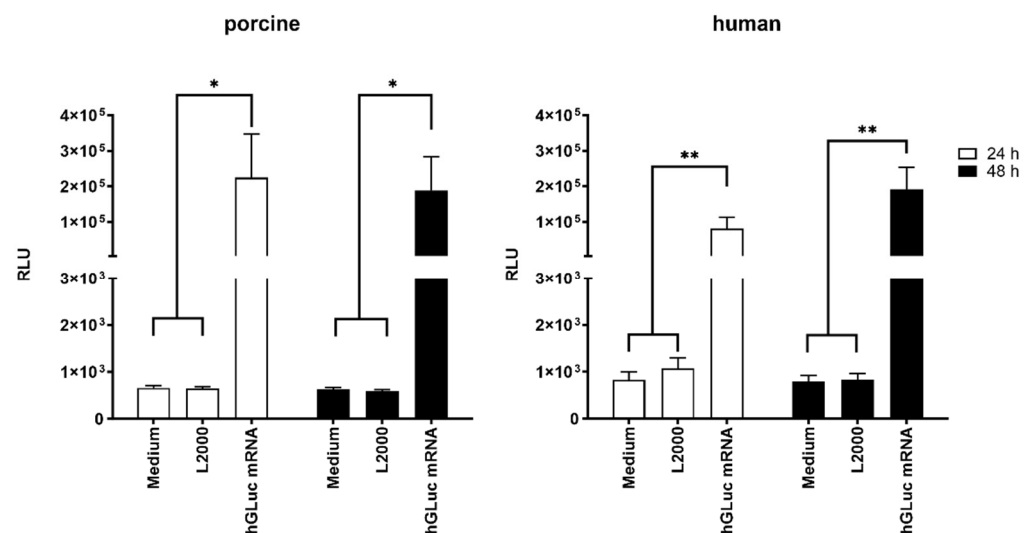 porcine
*
*
4×10⁵
3×10⁵
2×10⁵
1×10⁵
3×10³
2×10³
1×10³
0
RLU
Medium
L2000
hGLuc mRNA
Medium
L2000
hGLuc mRNA
human
**
**
4×10⁵
3×10⁵
2×10⁵
1×10⁵
3×10³
2×10³
1×10³
0
RLU
Medium
L2000
hGLuc mRNA
Medium
L2000
hGLuc mRNA
24 h
48 h